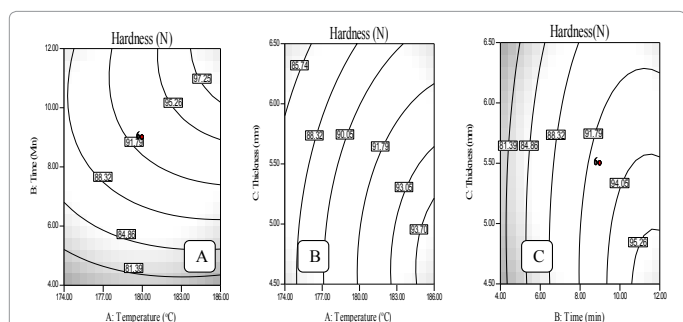 Hardness (N)
12.00
10.00
8.00
6.00
4.00
B: Time (Min)
97.25
95.26
91.79
88.32
84.86
81.39
A
174.00 177.00 180.00 183.00 186.00
A: Temperature (°C)
Hardness (N)
6.50
6.00
5.50
5.00
4.50
C: Thickness (mm)
85.74
88.32
90.05
91.79
93.05
93.70
B
174.00 177.00 180.00 183.00 186.00
A: Temperature (°C)
Hardness(N)
6.50
6.00
5.50
5.00
4.50
C: Thickness (mm)
81.39
84.86
88.32
91.79
94.05
95.26
C
4.00 6.00 8.00 10.00 12.00
B: Time (min)